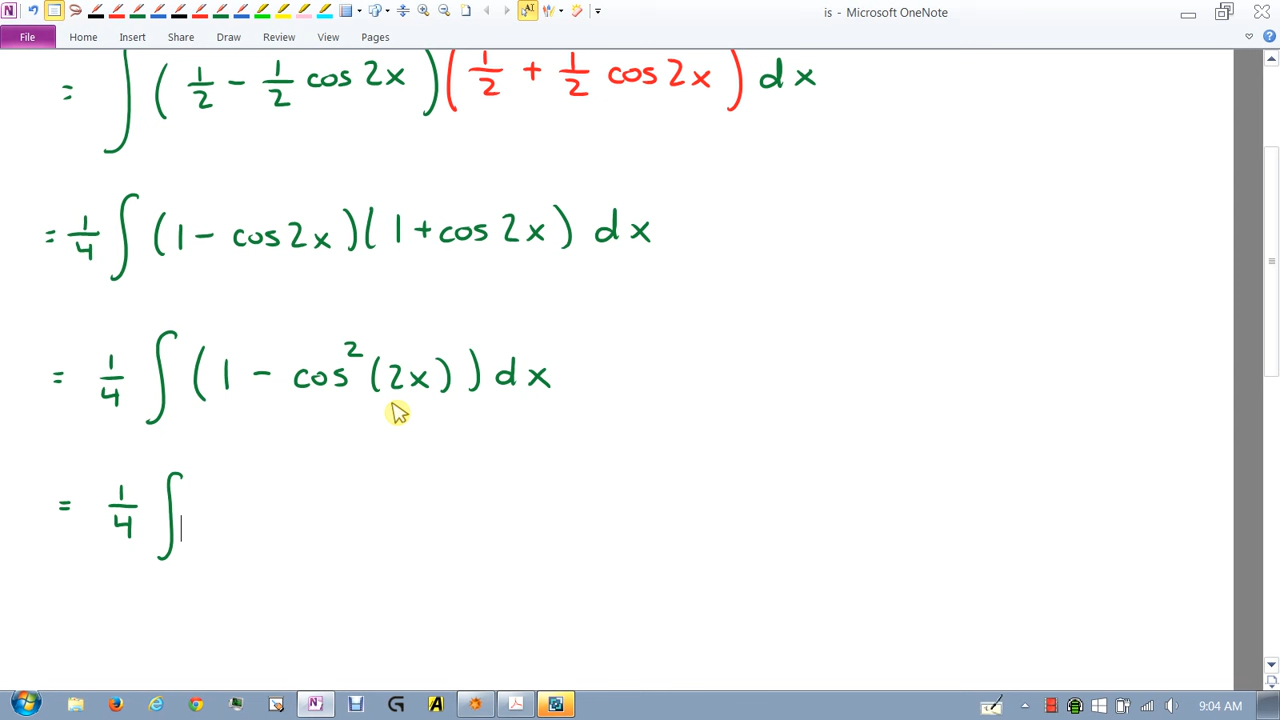 is - Microsoft OneNote
File Home Insert Share Draw Review View Pages
= ∫ (1/2 - 1/2 cos 2x)(1/2 + 1/2 cos 2x) dx
= 1/4 ∫ (1 - cos 2x)(1 + cos 2x) dx
= 1/4 ∫ (1 - cos²(2x)) dx
= 1/4 ∫
9:04 AM